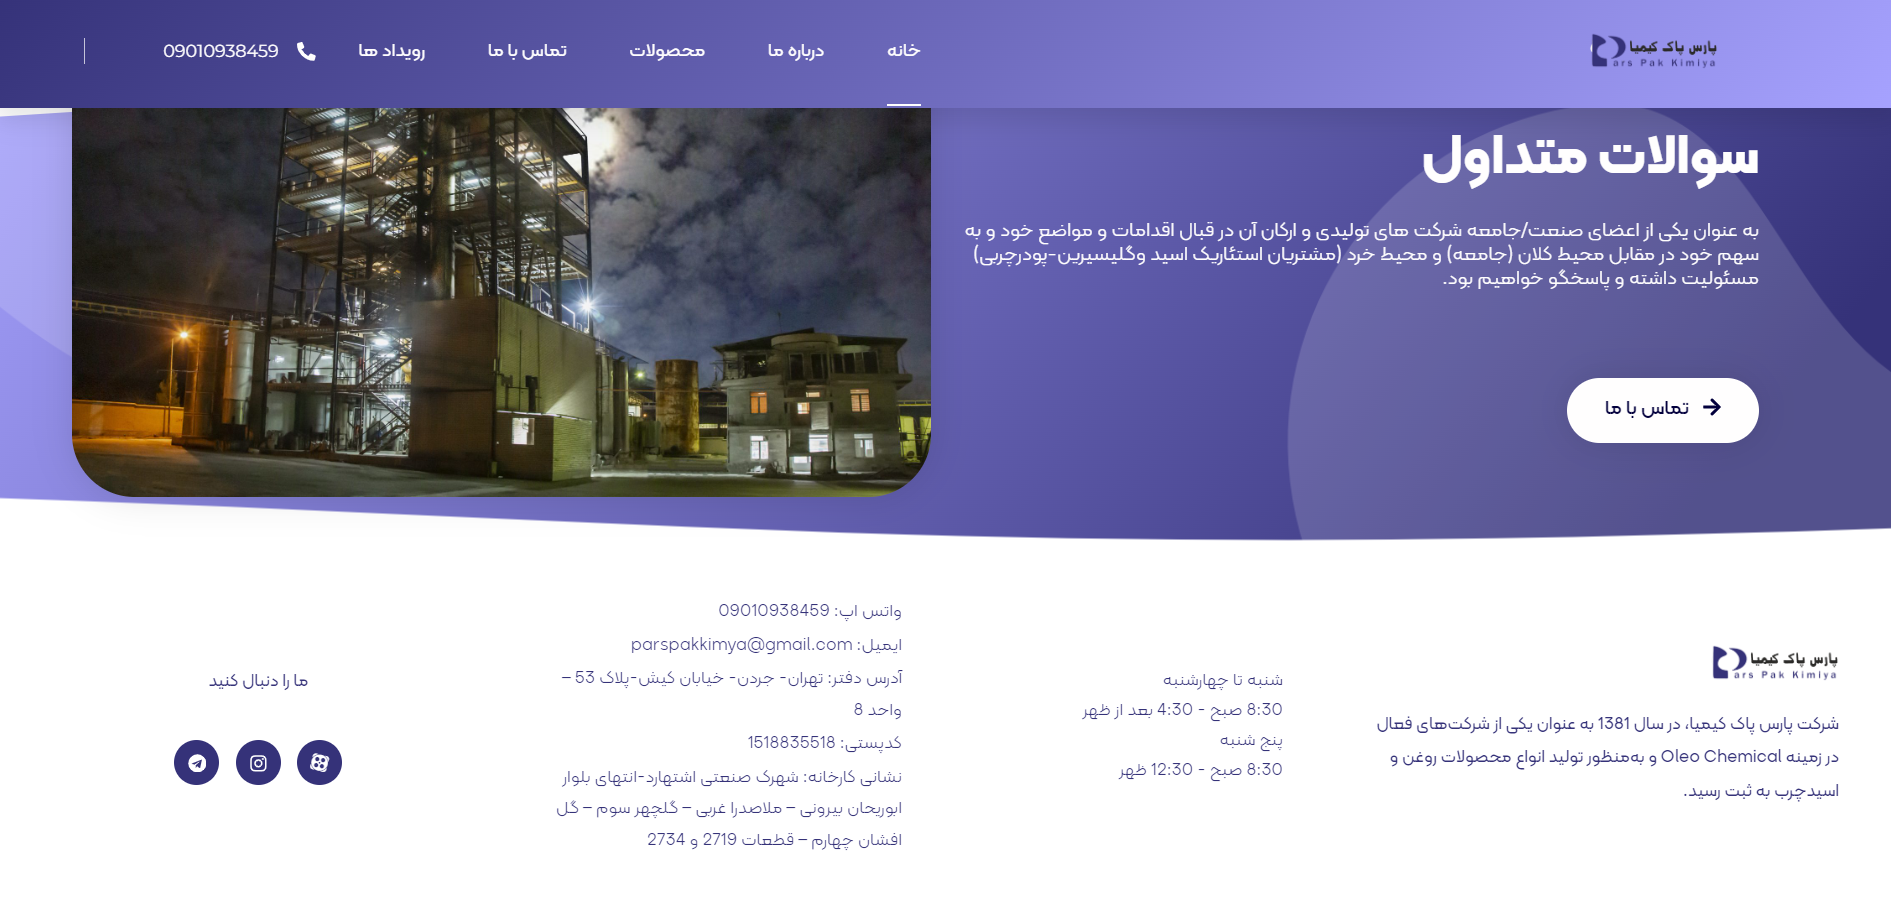 پارس پاک کیمیا
Pars Pak Kimiya
خانه
درباره ما
محصولات
تماس با ما
رویداد ها
09010938459
سوالات متداول
به عنوان یکی از اعضای صنعت/جامعه شرکت های تولیدی و ارکان آن در قبال اقدامات و مواضع خود و به
سهم خود در مقابل محیط کلان (جامعه) و محیط خرد (مشتریان استئاریک اسید وگلیسیرین-پودرچربی)
مسئولیت داشته و پاسخگو خواهیم بود.
تماس با ما
پارس پاک کیمیا
Pars Pak Kimiya
شرکت پارس پاک کیمیا، در سال 1381 به عنوان یکی از شرکت‌های فعال
در زمینه Oleo Chemical و به‌منظور تولید انواع محصولات روغن و
اسیدچرب به ثبت رسید.
شنبه تا چهارشنبه
8:30 صبح - 4:30 بعد از ظهر
پنج شنبه
8:30 صبح - 12:30 ظهر
واتس اپ: 09010938459
ایمیل: parspakkimya@gmail.com
آدرس دفتر: تهران- جردن- خیابان کیش-پلاک 53 –
واحد 8
کدپستی: 1518835518
نشانی کارخانه: شهرک صنعتی اشتهارد-انتهای بلوار
ابوریحان بیرونی – ملاصدرا غربی – گلچهر سوم – گل
افشان چهارم – قطعات 2719 و 2734
ما را دنبال کنید